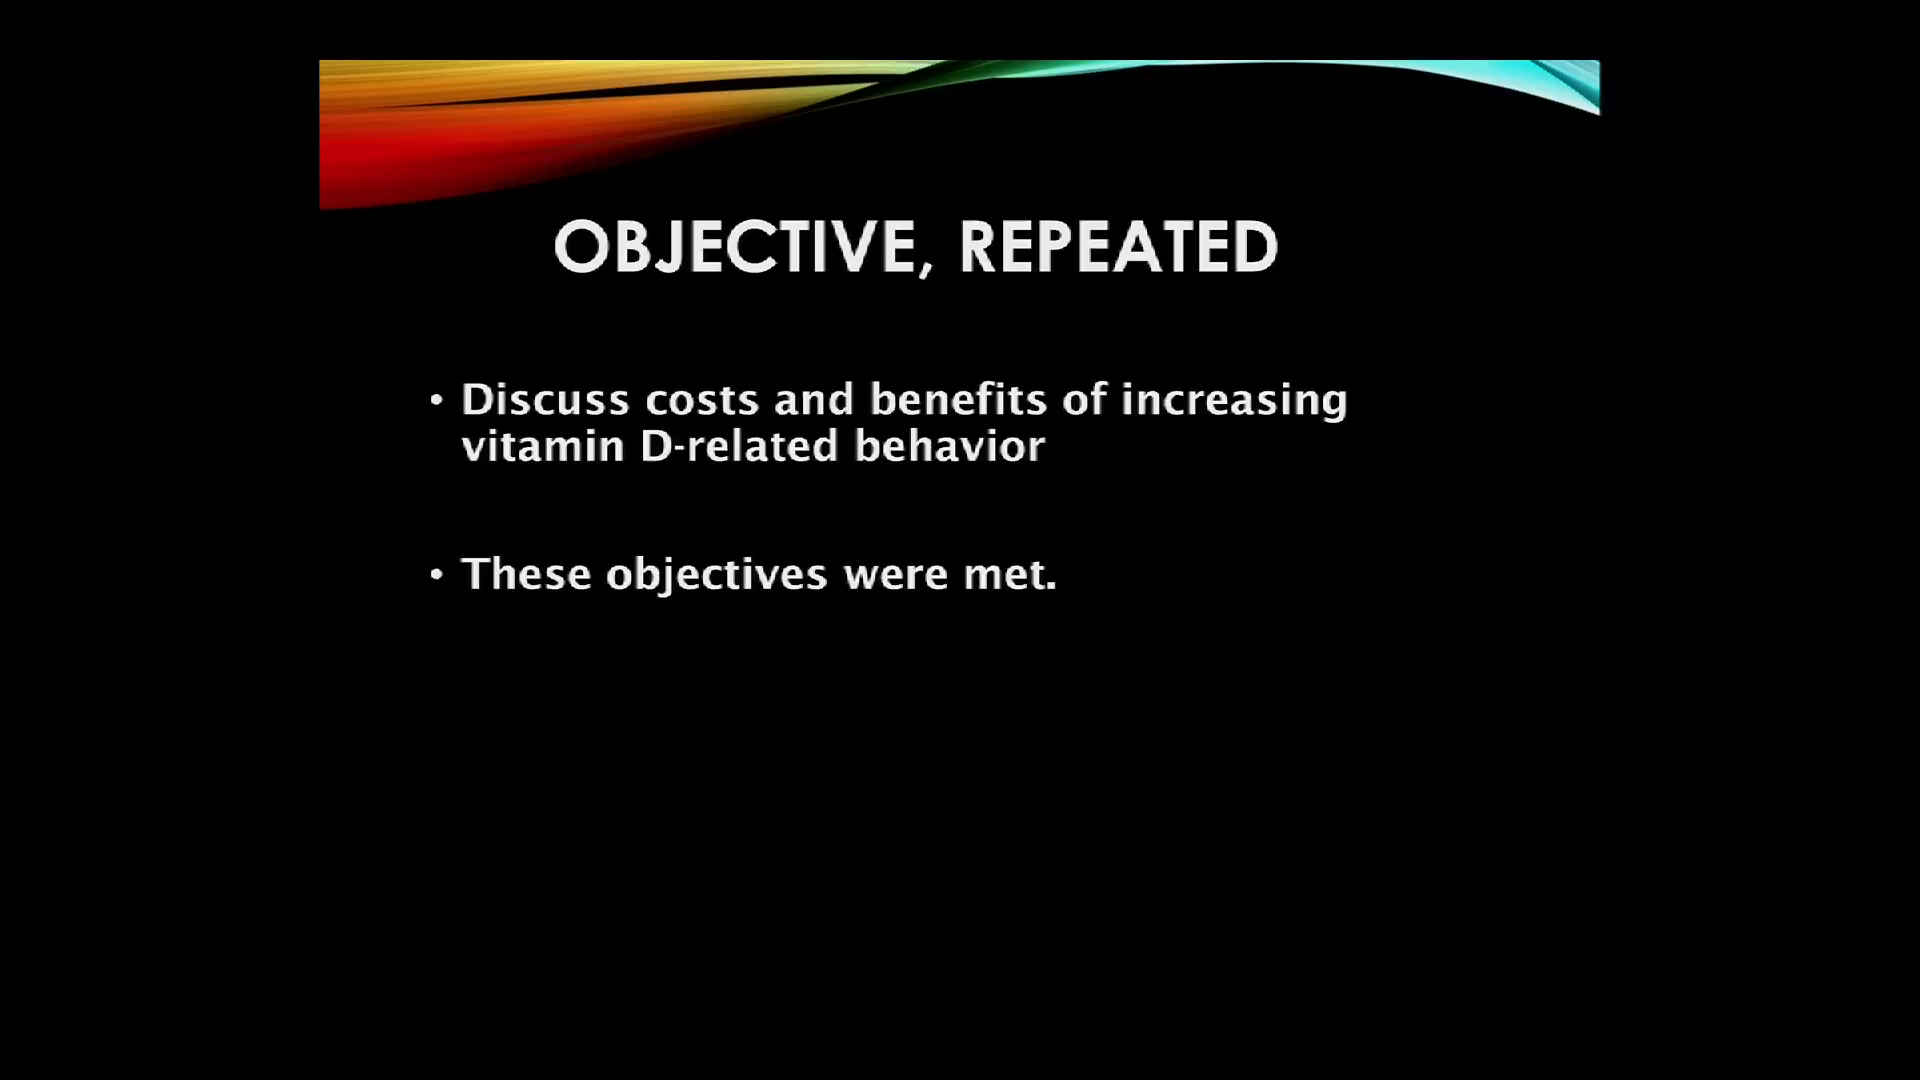 OBJECTIVE, REPEATED
• Discuss costs and benefits of increasing
vitamin D-related behavior
• These objectives were met.